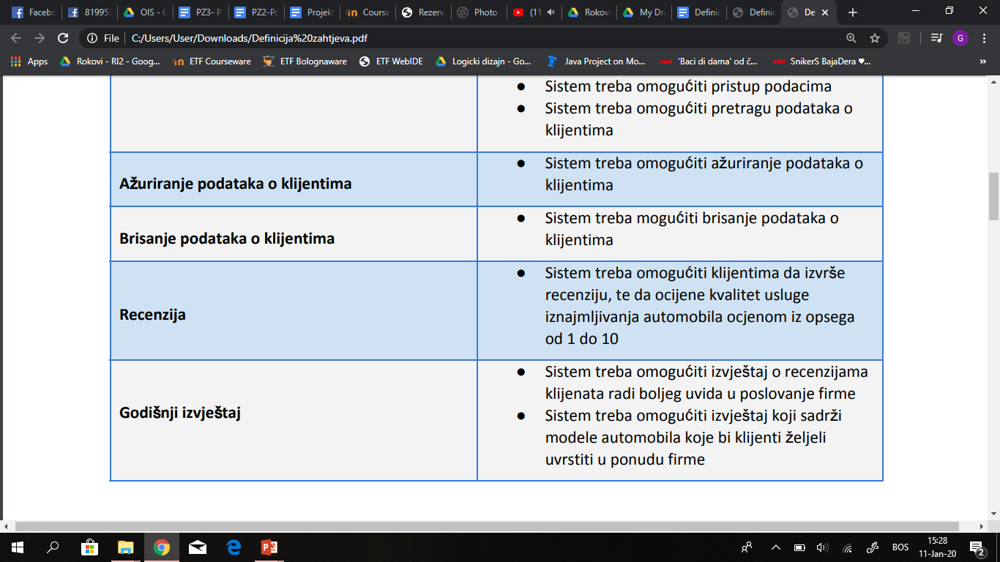 Facebo
819953
OIS - G
PZ3- P
PZ2-Po
Projekt
Course
Rezerv
Photo
(11
Rokovi
My Dri
Definic
Definic
De
File
C:/Users/User/Downloads/Definicija%20zahtjeva.pdf
G
Apps
Rokovi - RI2 - Goog...
ETF Courseware
ETF Bolognaware
ETF WebIDE
Logicki dizajn - Go...
Java Project on Mo...
'Baci di dama' od č...
SnikerS BajaDera ♥...
»
● Sistem treba omogućiti pristup podacima
● Sistem treba omogućiti pretragu podataka o
klijentima
Ažuriranje podataka o klijentima
● Sistem treba omogućiti ažuriranje podataka o
klijentima
Brisanje podataka o klijentima
● Sistem treba mogućiti brisanje podataka o
klijentima
Recenzija
● Sistem treba omogućiti klijentima da izvrše
recenziju, te da ocijene kvalitet usluge
iznajmljivanja automobila ocjenom iz opsega
od 1 do 10
Godišnji izvještaj
● Sistem treba omogućiti izvještaj o recenzijama
klijenata radi boljeg uvida u poslovanje firme
● Sistem treba omogućiti izvještaj koji sadrži
modele automobila koje bi klijenti željeli
uvrstiti u ponudu firme
BOS
15:28
11-Jan-20
2